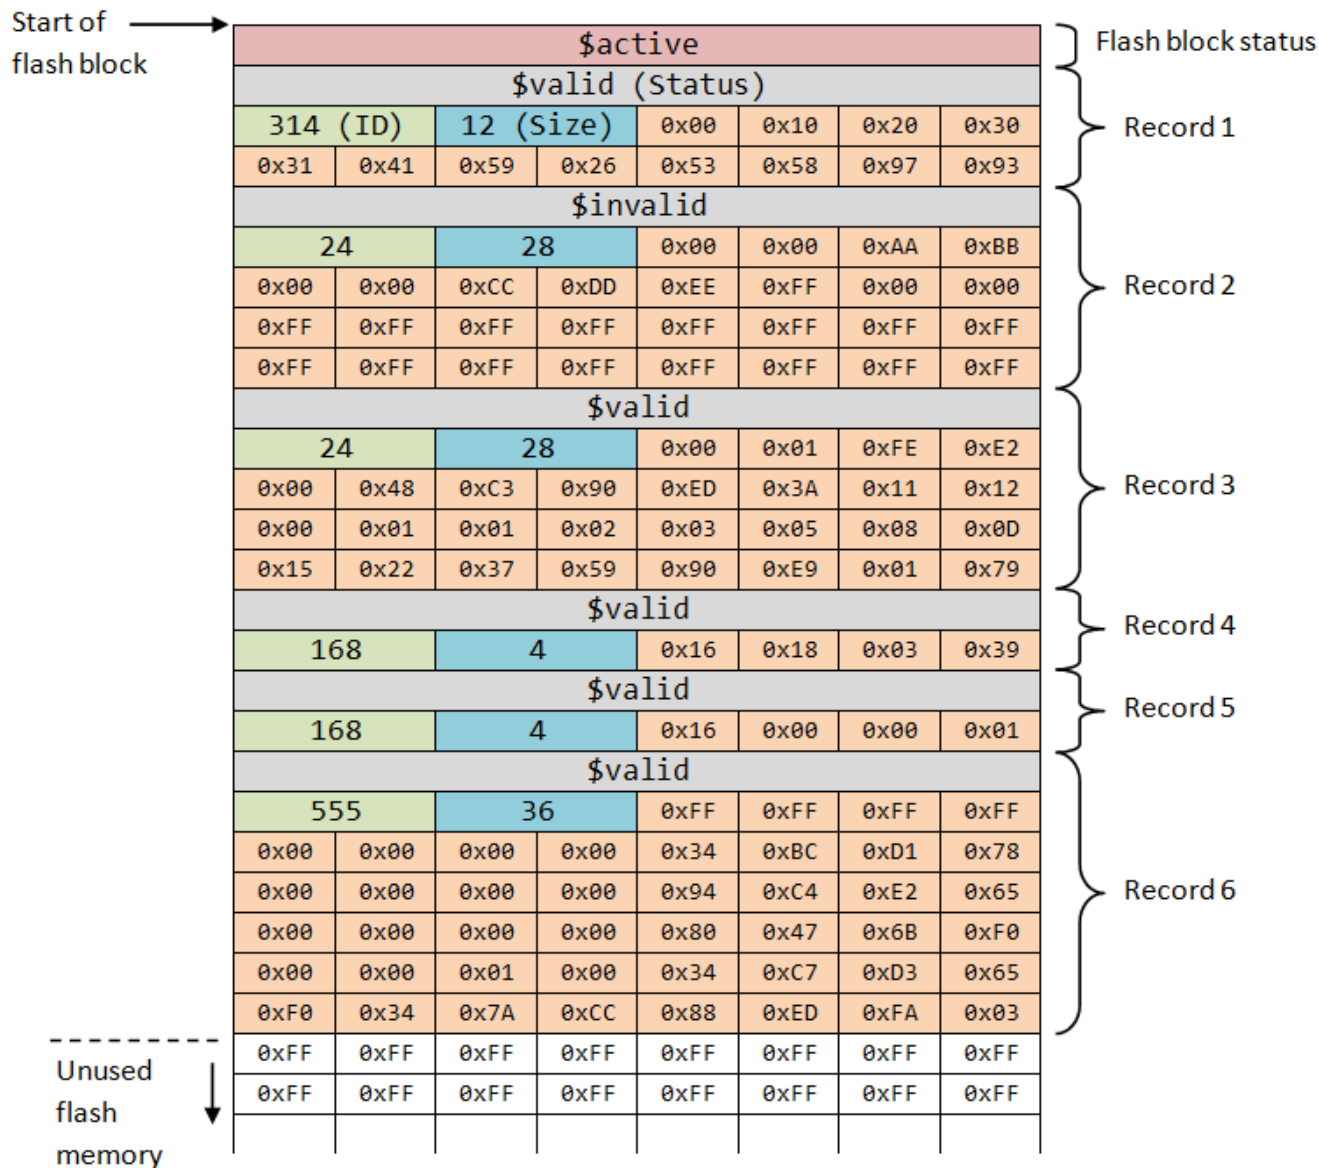 Start of
flash block
$active
Flash block status
$valid (Status)
314 (ID) 12 (Size) 0x00 0x10 0x20 0x30
Record 1
0x31 0x41 0x59 0x26 0x53 0x58 0x97 0x93
$invalid
24 28 0x00 0x00 0xAA 0xBB
0x00 0x00 0xCC 0xDD 0xEE 0xFF 0x00 0x00
Record 2
0xFF 0xFF 0xFF 0xFF 0xFF 0xFF 0xFF 0xFF
0xFF 0xFF 0xFF 0xFF 0xFF 0xFF 0xFF 0xFF
$valid
24 28 0x00 0x01 0xFE 0xE2
0x00 0x48 0xC3 0x90 0xED 0x3A 0x11 0x12
Record 3
0x00 0x01 0x01 0x02 0x03 0x05 0x08 0x0D
0x15 0x22 0x37 0x59 0x90 0xE9 0x01 0x79
$valid
Record 4
168 4 0x16 0x18 0x03 0x39
$valid
Record 5
168 4 0x16 0x00 0x00 0x01
$valid
555 36 0xFF 0xFF 0xFF 0xFF
0x00 0x00 0x00 0x00 0x34 0xBC 0xD1 0x78
0x00 0x00 0x00 0x00 0x94 0xC4 0xE2 0x65
Record 6
0x00 0x00 0x00 0x00 0x80 0x47 0x6B 0xF0
0x00 0x00 0x01 0x00 0x34 0xC7 0xD3 0x65
0xF0 0x34 0x7A 0xCC 0x88 0xED 0xFA 0x03
0xFF 0xFF 0xFF 0xFF 0xFF 0xFF 0xFF 0xFF
0xFF 0xFF 0xFF 0xFF 0xFF 0xFF 0xFF 0xFF
Unused
flash
memory